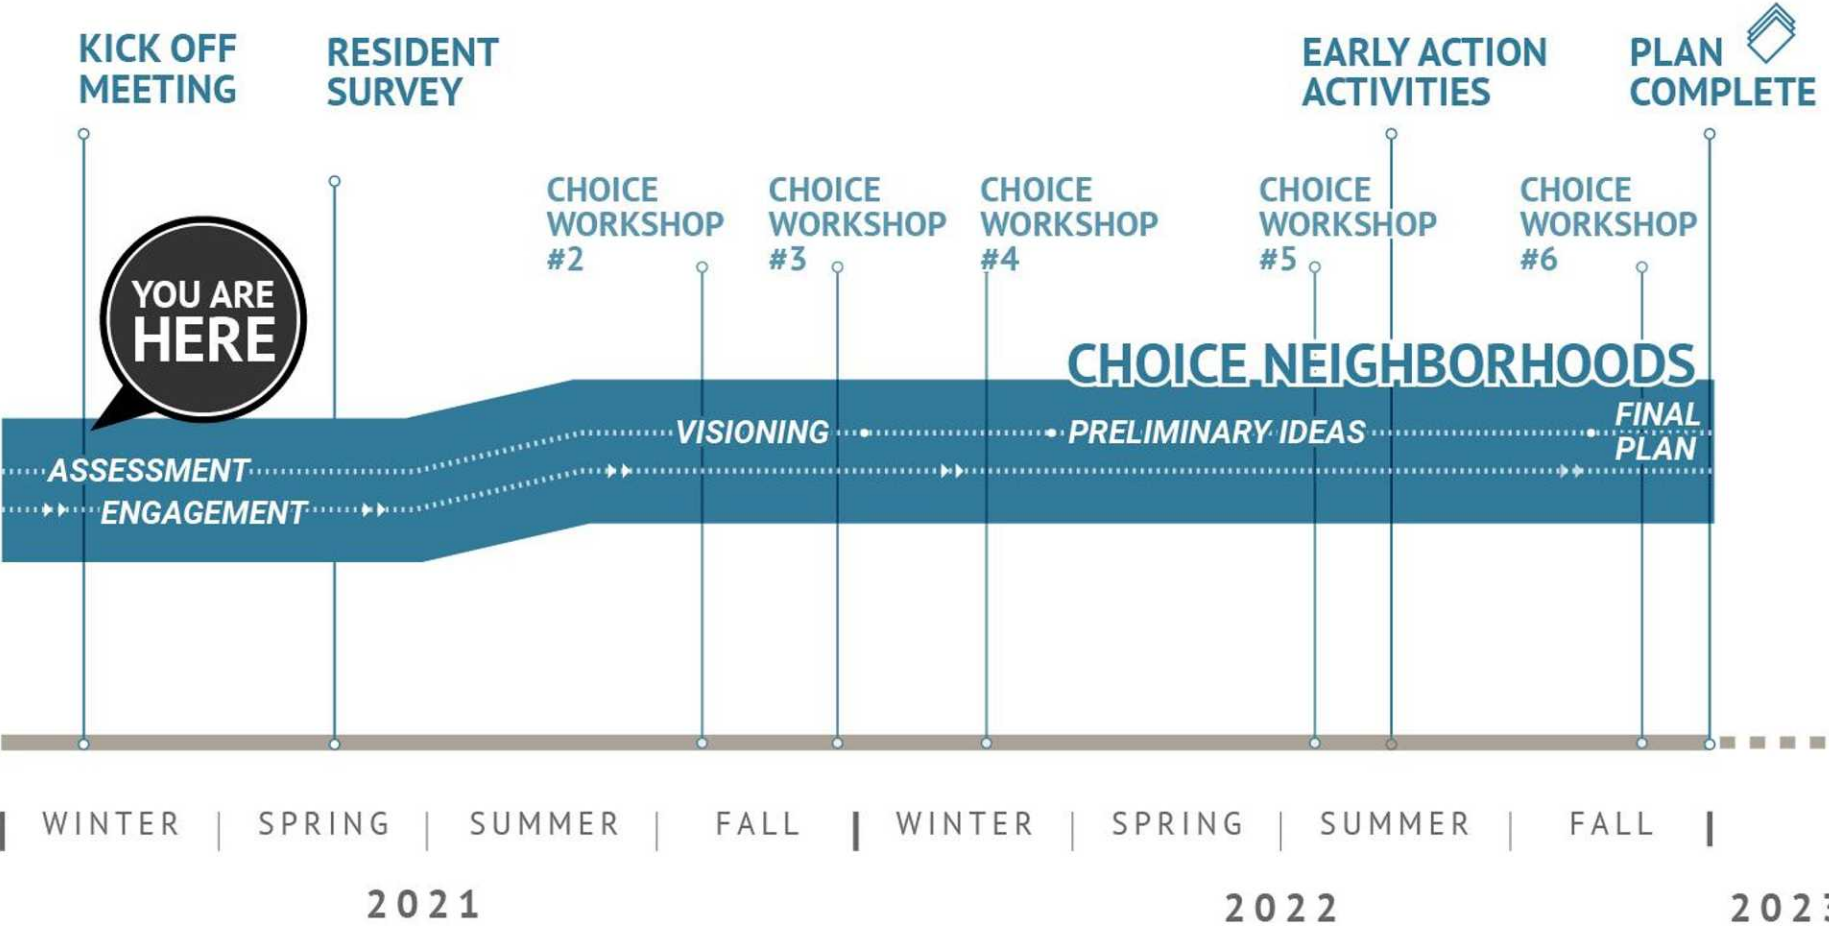 KICK OFF
MEETING
RESIDENT
SURVEY
EARLY ACTION
ACTIVITIES
PLAN
COMPLETE
CHOICE
WORKSHOP
#2
CHOICE
WORKSHOP
#3
CHOICE
WORKSHOP
#4
CHOICE
WORKSHOP
#5
CHOICE
WORKSHOP
#6
YOU ARE
HERE
CHOICE NEIGHBORHOODS
ASSESSMENT
ENGAGEMENT
VISIONING
PRELIMINARY IDEAS
FINAL
PLAN
WINTER
SPRING
SUMMER
FALL
WINTER
SPRING
SUMMER
FALL
2021
2022
2023